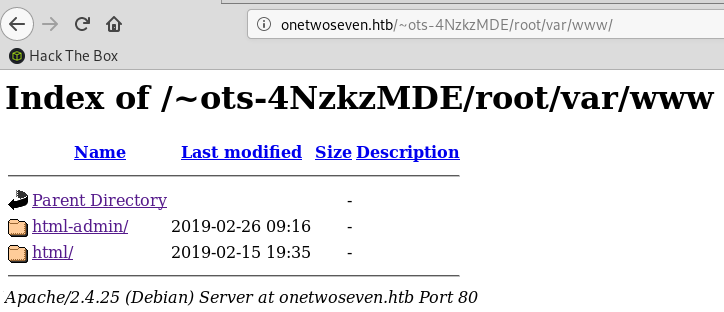 onetwoseven.htb/~ots-4NzkzMDE/root/var/www/
Hack The Box
Index of /~ots-4NzkzMDE/root/var/www
Name Last modified Size Description
Parent Directory -
html-admin/ 2019-02-26 09:16 -
html/ 2019-02-15 19:35 -
Apache/2.4.25 (Debian) Server at onetwoseven.htb Port 80